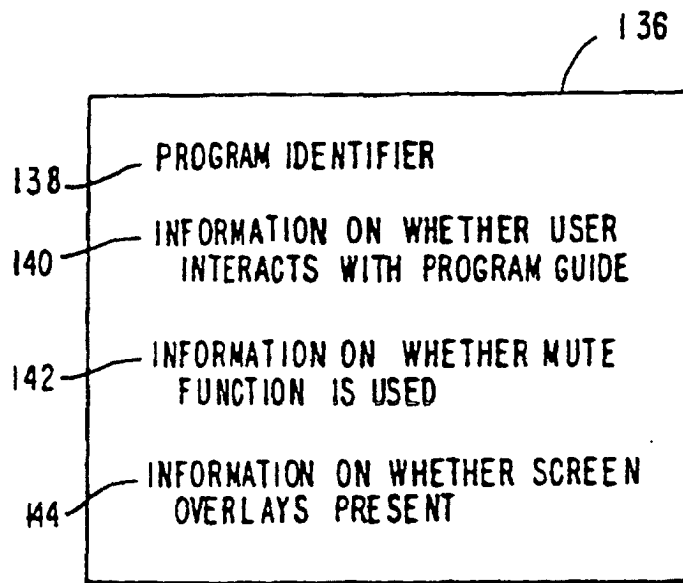 136
138 PROGRAM IDENTIFIER
INFORMATION ON WHETHER USER
140 INTERACTS WITH PROGRAM GUIDE
142 INFORMATION ON WHETHER MUTE
FUNCTION IS USED
INFORMATION ON WHETHER SCREEN
144 OVERLAYS PRESENT